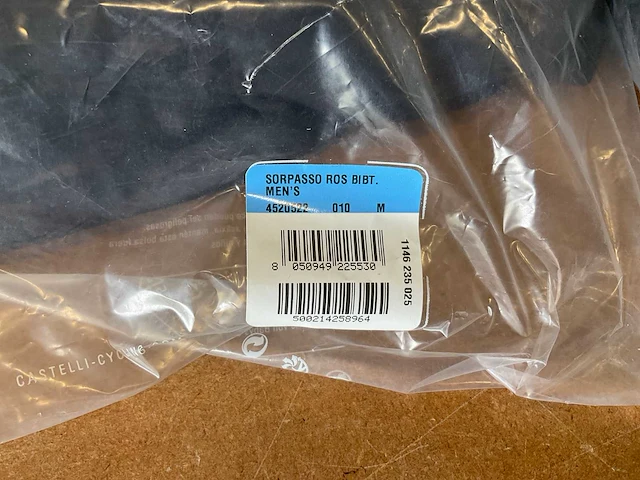 SORPASSO ROS BIBT.
MEN'S
4520522 010 M
8 050949 225530
500214258964
1146 235 025
CASTELLI-CYCLING